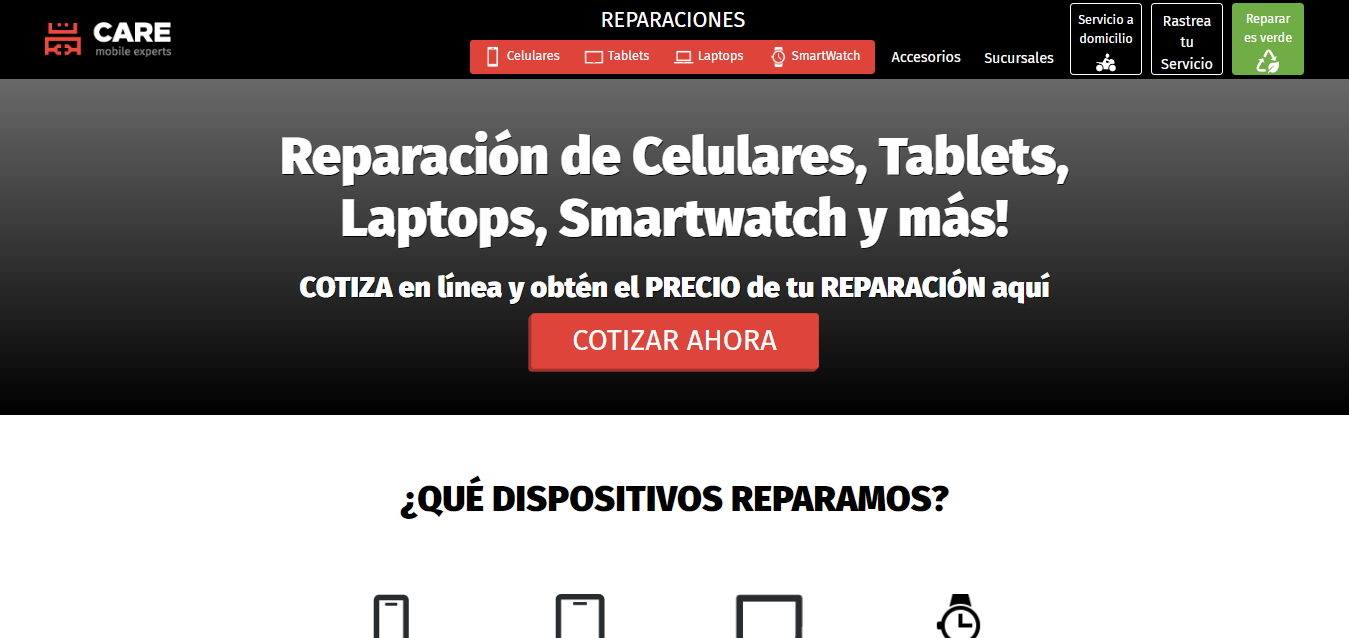 CARE
mobile experts
REPARACIONES
Celulares
Tablets
Laptops
SmartWatch
Accesorios
Sucursales
Servicio a
domicilio
Rastrea
tu
Servicio
Reparar
es verde
Reparación de Celulares, Tablets,
Laptops, Smartwatch y más!
COTIZA en línea y obtén el PRECIO de tu REPARACIÓN aquí
COTIZAR AHORA
¿QUÉ DISPOSITIVOS REPARAMOS?